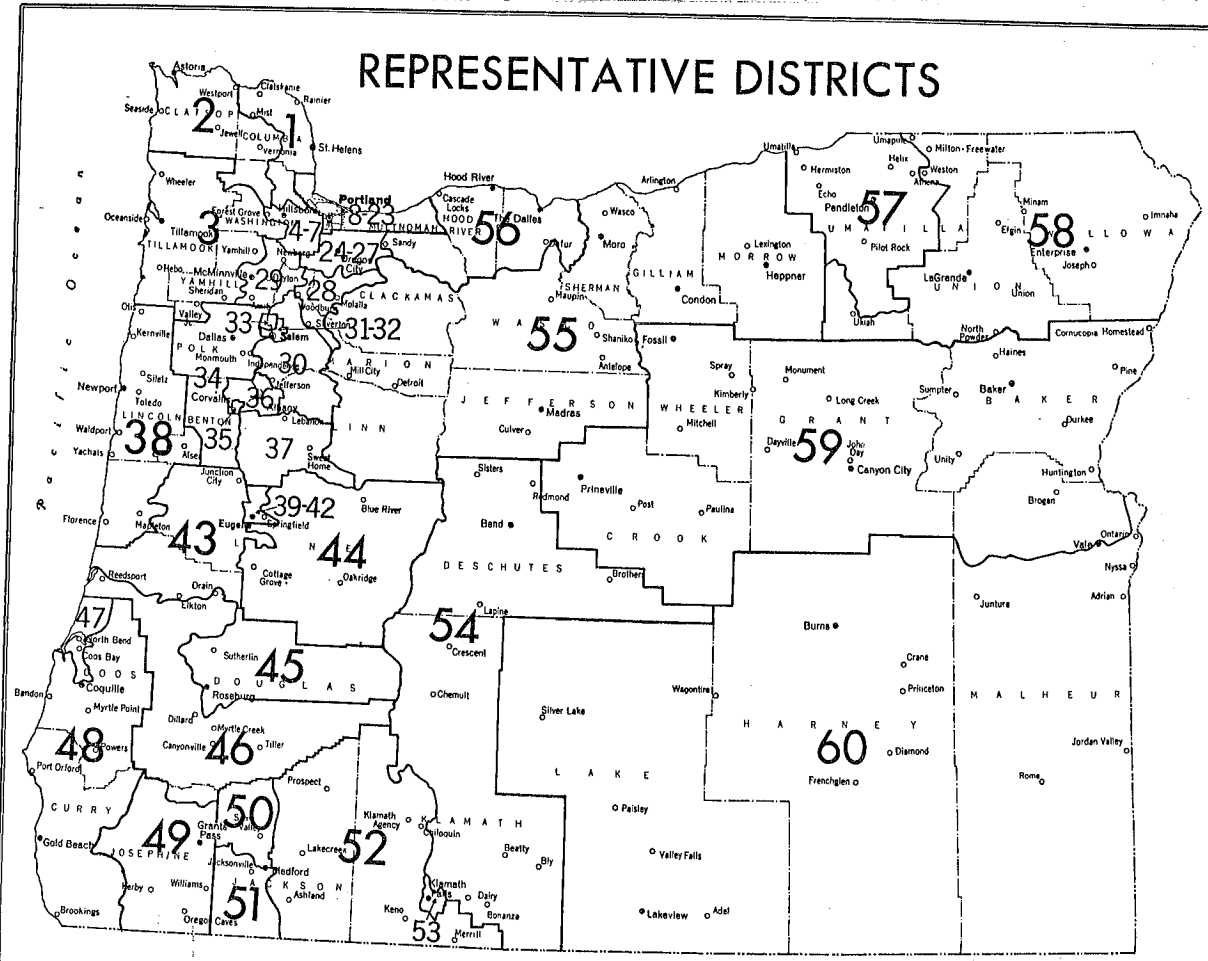 REPRESENTATIVE DISTRICTS
Astoria
Westport
Clatskanie
Rainier
Seaside
CLATSOP
Mist
2
Jewell
COLUMBIA
1
Vernonia
St. Helens
Pacific Ocean
Wheeler
Forest Grove
Hillsboro
Portland
8-23
Oceanside
3
WASHINGTON
4-7
MULTNOMAH
Tillamook
TILLAMOOK
Yamhill
Newberg
24-27
Oregon City
Sandy
Hebo
McMinnville
29
Dayton
YAMHILL
Sheridan
Amity
28
Woodburn
Molalla
CLACKAMAS
Hood River
Cascade Locks
HOOD RIVER
56
The Dalles
Dufur
Arlington
Wasco
Moro
SHERMAN
Maupin
GILLIAM
Condon
Umatilla
Hermiston
Echo
Pendleton
57
UMATILLA
Pilot Rock
Umapine
Milton-Freewater
Helix
Weston
Athena
Minam
Elgin
58
WALLOWA
Imnaha
Enterprise
Joseph
Lexington
MORROW
Heppner
LaGrande
UNION
Union
Ukiah
North Powder
Cornucopia
Homestead
Otis
Valley Jc.
33
Salem
Silverton
31-32
Kernville
Dallas
POLK
Monmouth
Independence
30
MARION
Mill City
Detroit
34
Jefferson
Siletz
Newport
Toledo
LINCOLN
Corvallis
36
Albany
BENTON
Lebanon
LINN
Waldport
38
35
37
Yachats
Alsea
Sweet Home
WASCO
55
Shaniko
Antelope
Fossil
JEFFERSON
Madras
Culver
WHEELER
Mitchell
Spray
Kimberly
Monument
Long Creek
GRANT
Dayville
59
John Day
Canyon City
Haines
Pine
Sumpter
Baker
BAKER
Durkee
Unity
Huntington
Brogan
Ontario
Vale
Nyssa
Junction City
39-42
Blue River
Florence
Mapleton
43
Eugene
Springfield
LANE
44
Cottage Grove
Oakridge
Sisters
Redmond
Prineville
Post
Paulina
Bend
CROOK
DESCHUTES
Brothers
Reedsport
Drain
Elkton
Lapine
54
Crescent
Juntura
Adrian
47
North Bend
Coos Bay
COOS
Sutherlin
45
DOUGLAS
Burns
Crane
Bandon
Coquille
Roseburg
Chemult
Wagontire
Princeton
MALHEUR
Myrtle Point
Dillard
Silver Lake
HARNEY
48
Powers
Myrtle Creek
Canyonville
46
Tiller
60
Diamond
Jordan Valley
Port Orford
Prospect
LAKE
Frenchglen
Rome
CURRY
50
Klamath Agency
KLAMATH
Chiloquin
Paisley
Gold Beach
49
Grants Pass
Valley
Lakecreek
52
Beatty
Bly
Valley Falls
JOSEPHINE
Jacksonville
Medford
JACKSON
Kerby
Williams
51
Ashland
Klamath Falls
Dairy
Bonanza
Brookings
Oregon Caves
Keno
53
Merrill
Lakeview
Adel